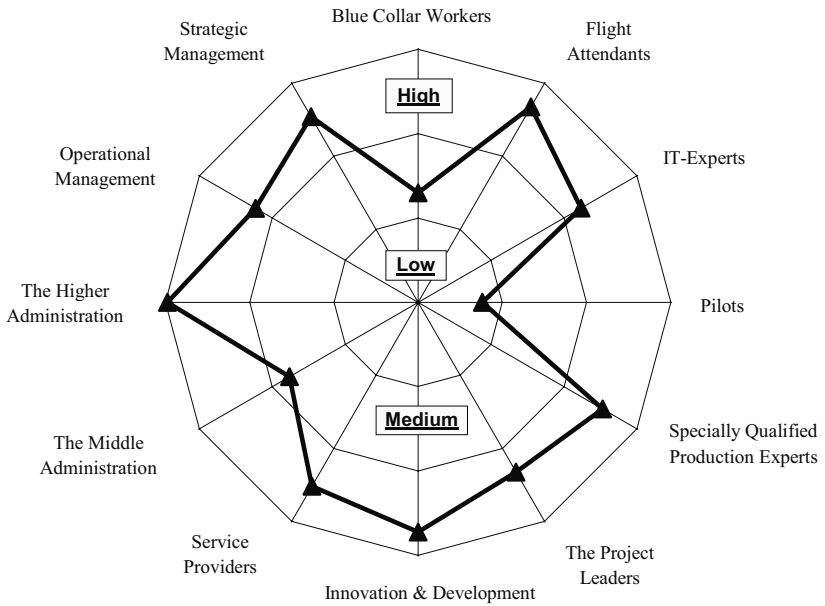 Blue Collar Workers
Strategic
Management
Flight
Attendants
High
Operational
Management
IT-Experts
Low
The Higher
Administration
Pilots
Medium
The Middle
Administration
Specially Qualified
Production Experts
Service
Providers
The Project
Leaders
Innovation & Development